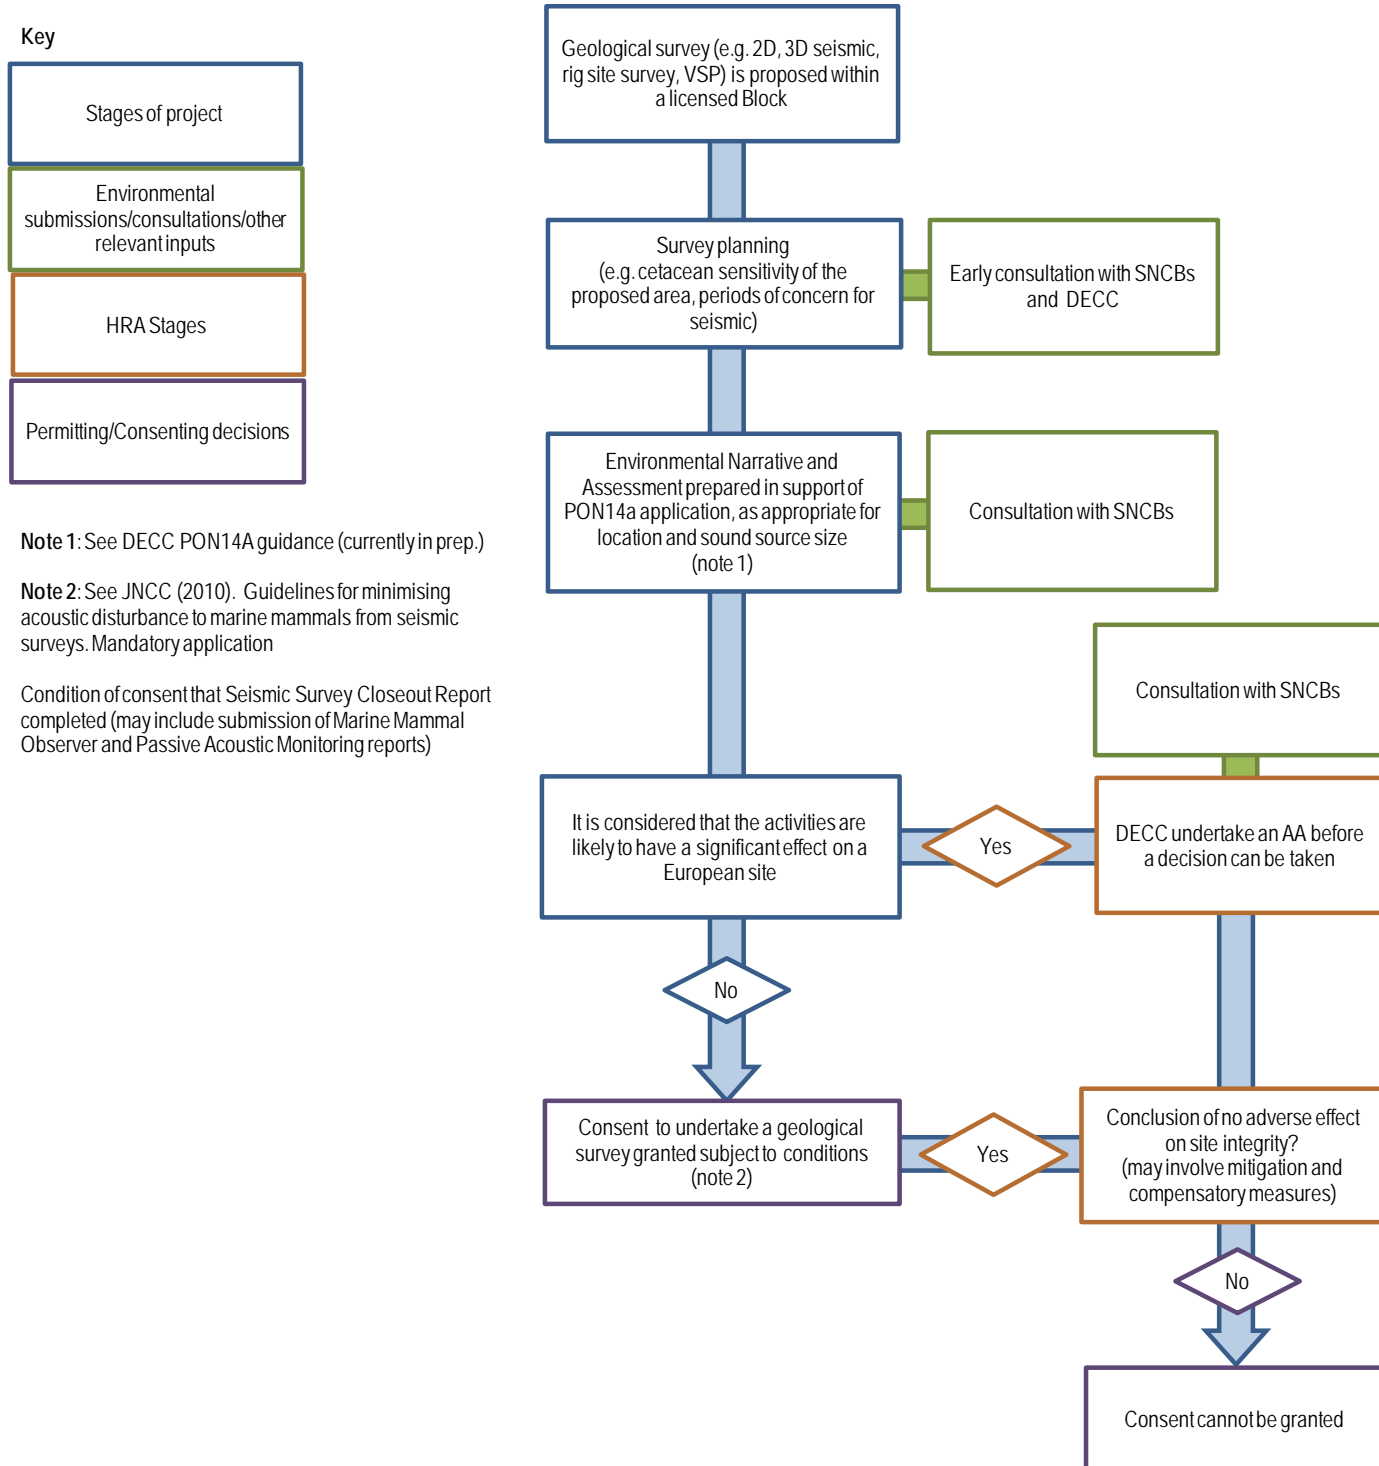 Key
Stages of project
Environmental
submissions/consultations/other
relevant inputs
HRA Stages
Permitting/Consenting decisions
Note 1: See DECC PON14A guidance (currently in prep.)
Note 2: See JNCC (2010). Guidelines for minimising
acoustic disturbance to marine mammals from seismic
surveys. Mandatory application
Condition of consent that Seismic Survey Closeout Report
completed (may include submission of Marine Mammal
Observer and Passive Acoustic Monitoring reports)
Geological survey (e.g. 2D, 3D seismic,
rig site survey, VSP) is proposed within
a licensed Block
Survey planning
(e.g. cetacean sensitivity of the
proposed area, periods of concern for
seismic)
Early consultation with SNCBs
and DECC
Environmental Narrative and
Assessment prepared in support of
PON14a application, as appropriate for
location and sound source size
(note 1)
Consultation with SNCBs
Consultation with SNCBs
It is considered that the activities are
likely to have a significant effect on a
European site
Yes
DECC undertake an AA before
a decision can be taken
No
Consent to undertake a geological
survey granted subject to conditions
(note 2)
Yes
Conclusion of no adverse effect
on site integrity?
(may involve mitigation and
compensatory measures)
No
Consent cannot be granted